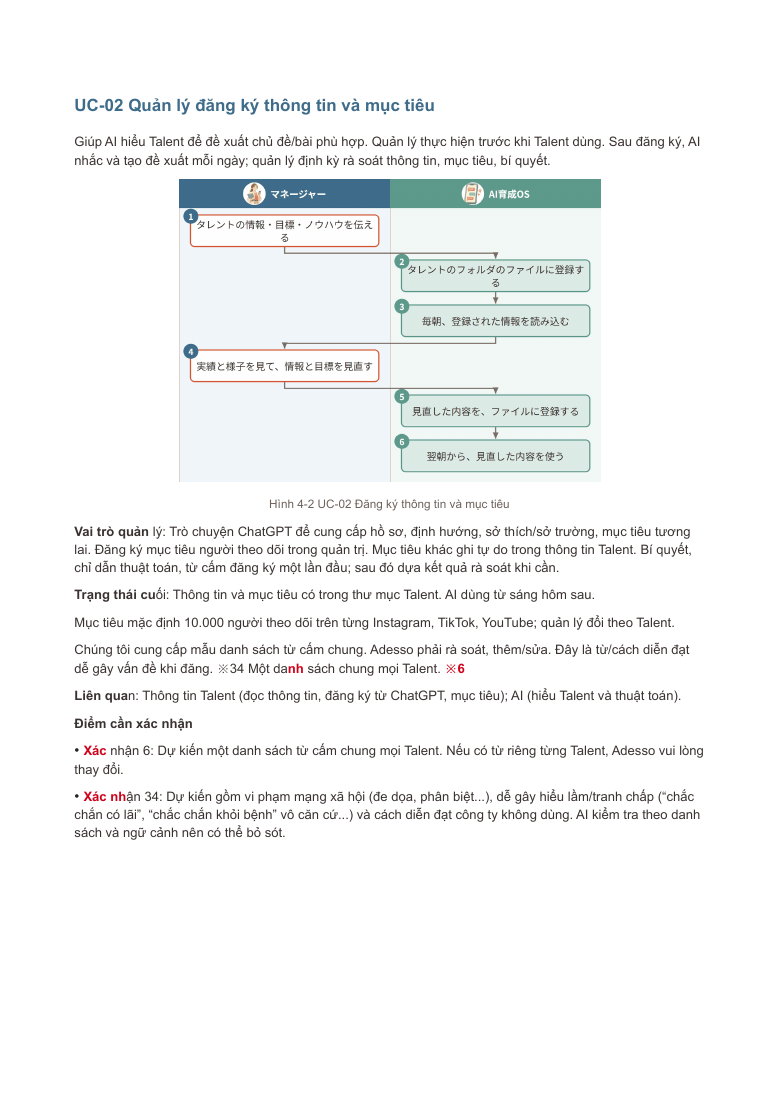 UC-02 Quản lý đăng ký thông tin và mục tiêu
Giúp AI hiểu Talent để đề xuất chủ đề/bài phù hợp. Quản lý thực hiện trước khi Talent dùng. Sau đăng ký, AI
nhắc và tạo đề xuất mỗi ngày; quản lý định kỳ rà soát thông tin, mục tiêu, bí quyết.
マネージャー
AI育成OS
1
タレントの情報・目標・ノウハウを伝え
る
2
タレントのフォルダのファイルに登録す
る
3
毎朝、登録された情報を読み込む
4
実績と様子を見て、情報と目標を見直す
5
見直した内容を、ファイルに登録する
6
翌朝から、見直した内容を使う
Hình 4-2 UC-02 Đăng ký thông tin và mục tiêu
Vai trò quản lý: Trò chuyện ChatGPT để cung cấp hồ sơ, định hướng, sở thích/sở trường, mục tiêu tương
lai. Đăng ký mục tiêu người theo dõi trong quản trị. Mục tiêu khác ghi tự do trong thông tin Talent. Bí quyết,
chỉ dẫn thuật toán, từ cấm đăng ký một lần đầu; sau đó dựa kết quả rà soát khi cần.
Trạng thái cuối: Thông tin và mục tiêu có trong thư mục Talent. AI dùng từ sáng hôm sau.
Mục tiêu mặc định 10.000 người theo dõi trên từng Instagram, TikTok, YouTube; quản lý đổi theo Talent.
Chúng tôi cung cấp mẫu danh sách từ cấm chung. Adesso phải rà soát, thêm/sửa. Đây là từ/cách diễn đạt
dễ gây vấn đề khi đăng. ※34 Một danh sách chung mọi Talent. ※6
Liên quan: Thông tin Talent (đọc thông tin, đăng ký từ ChatGPT, mục tiêu); AI (hiểu Talent và thuật toán).
Điểm cần xác nhận
• Xác nhận 6: Dự kiến một danh sách từ cấm chung mọi Talent. Nếu có từ riêng từng Talent, Adesso vui lòng
thay đổi.
• Xác nhận 34: Dự kiến gồm vi phạm mạng xã hội (đe dọa, phân biệt...), dễ gây hiểu lầm/tranh chấp (“chắc
chắn có lãi”, “chắc chắn khỏi bệnh” vô căn cứ...) và cách diễn đạt công ty không dùng. AI kiểm tra theo danh
sách và ngữ cảnh nên có thể bỏ sót.